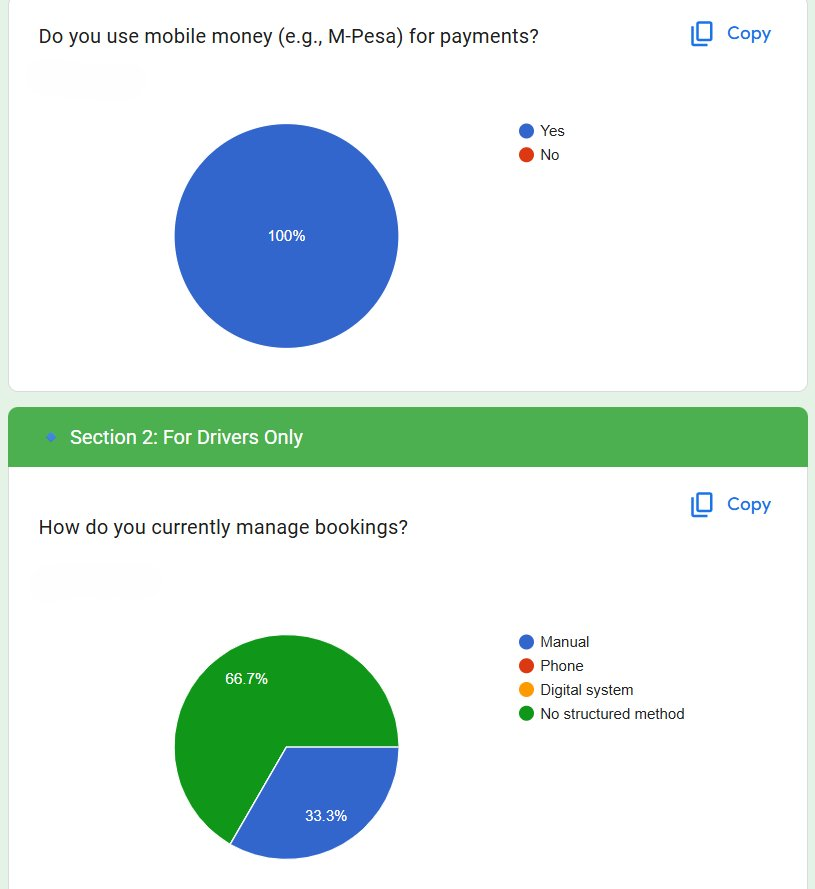 Do you use mobile money (e.g., M-Pesa) for payments?
Copy
Yes
No
100%
Section 2: For Drivers Only
Copy
How do you currently manage bookings?
Manual
Phone
Digital system
No structured method
66.7%
33.3%